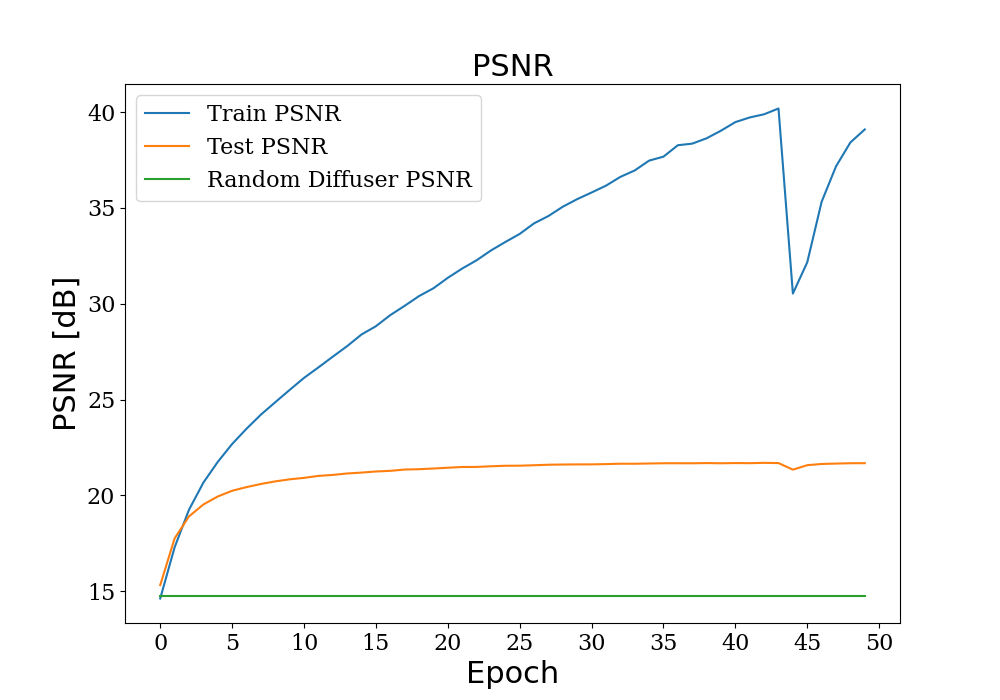 PSNR
Train PSNR
Test PSNR
Random Diffuser PSNR
PSNR [dB]
40
35
30
25
20
15
0 5 10 15 20 25 30 35 40 45 50
Epoch